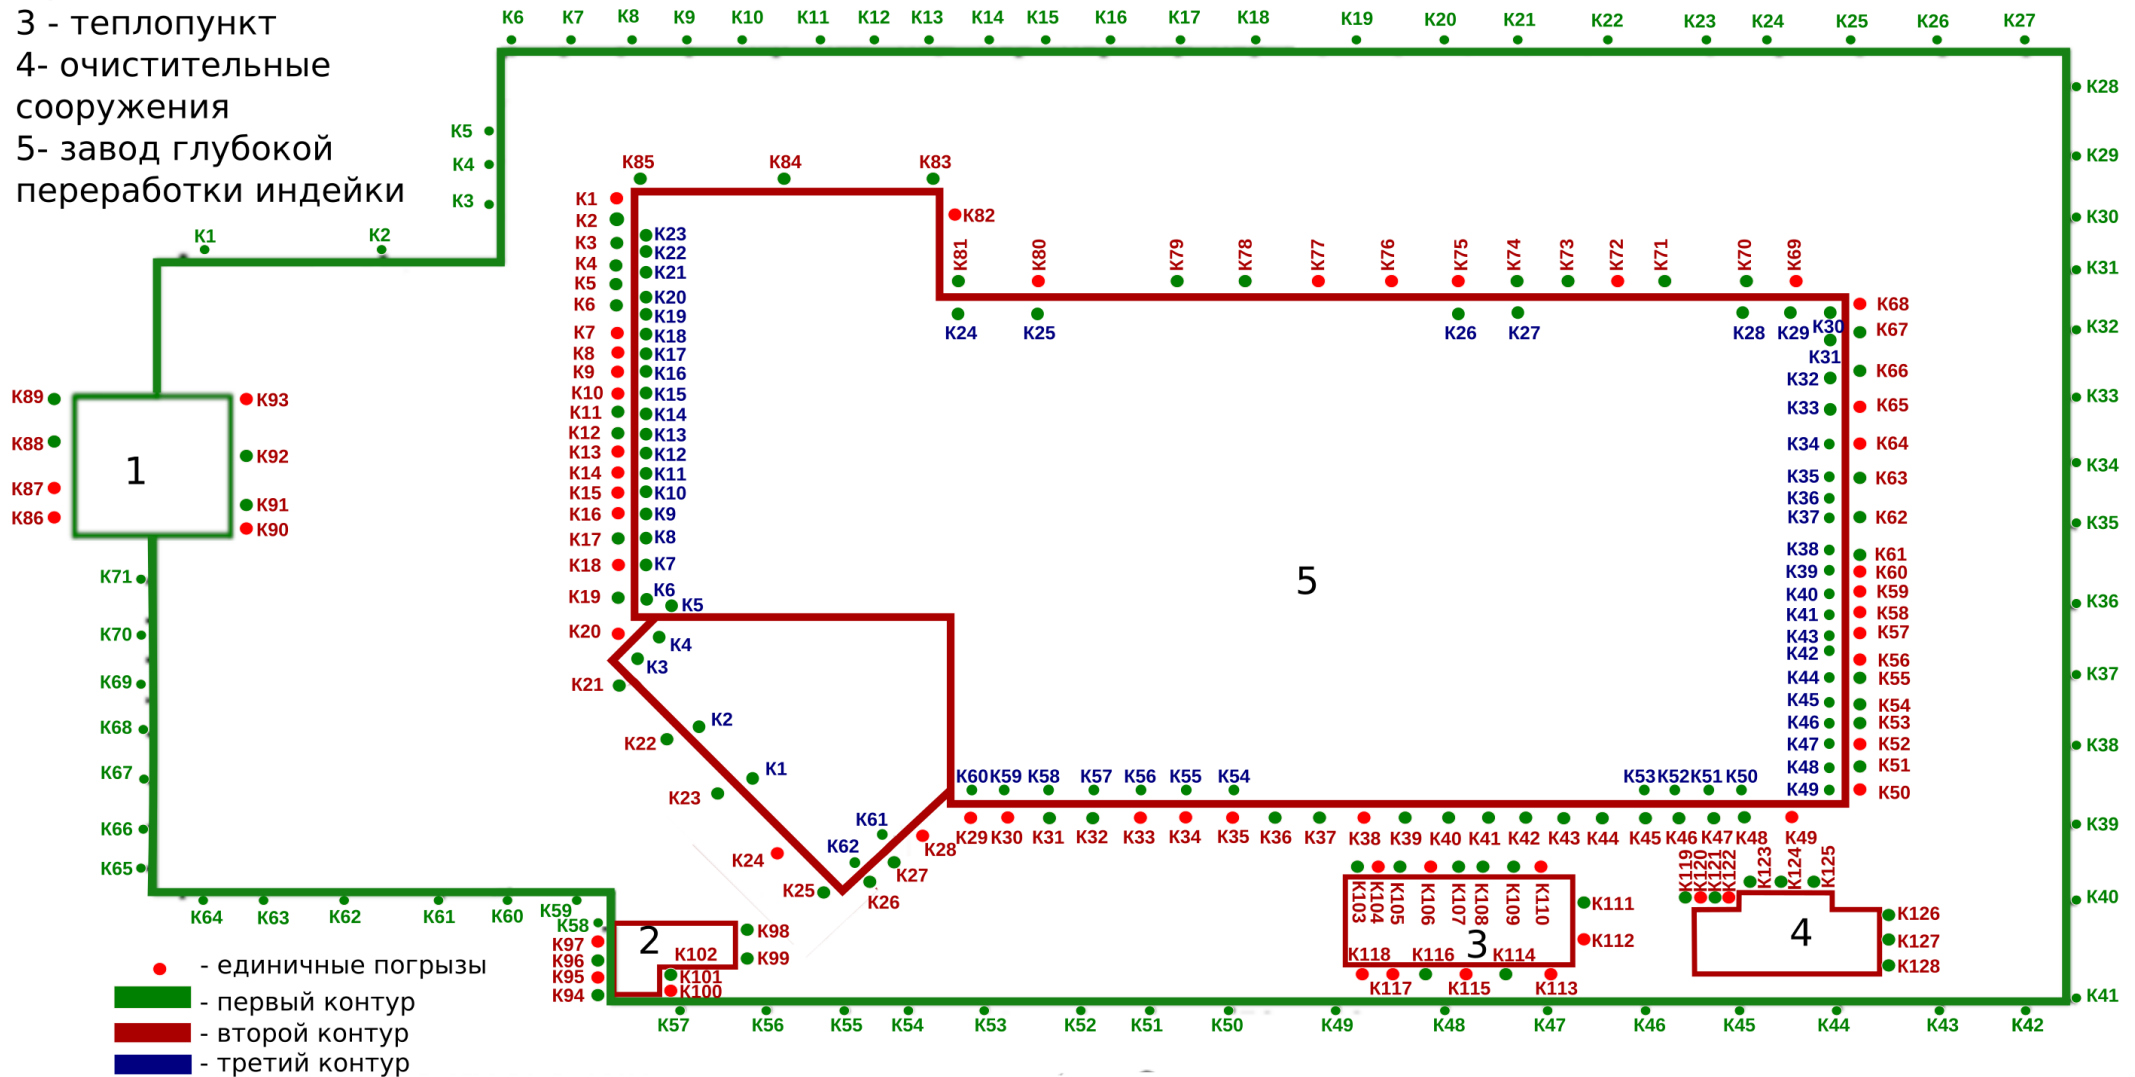 3 - теплопункт
4- очистительные
сооружения
5- завод глубокой
переработки индейки
К6 К7 К8 К9 К10 К11 К12 К13 К14 К15 К16 К17 К18 К19 К20 К21 К22 К23 К24 К25 К26 К27
К28
К29
К30
К31
К32
К33
К34
К35
К36
К37
К38
К39
К40
К41
К5
К4
К3
К1 К2
К85 К84 К83
К82
К81 К80 К79 К78 К77 К76 К75 К74 К73 К72 К71 К70 К69
К1
К2
К3
К4
К5
К6
К7
К8
К9
К10
К11
К12
К13
К14
К15
К16
К17
К18
К19
К20
К21
К22
К23
К24
К25
К23
К22
К21
К20
К19
К18
К17
К16
К15
К14
К13
К12
К11
К10
К9
К8
К7
К6
К5
К4
К3
К2
К1
К61
К62
К24 К25 К26 К27 К28 К29 К30
К31
К32
К33
К34
К35
К36
К37
К38
К39
К40
К41
К43
К42
К44
К45
К46
К47
К48
К49
К68
К67
К66
К65
К64
К63
К62
К61
К60
К59
К58
К57
К56
К55
К54
К53
К52
К51
К50
К89
К88
К87
К86
К93
К92
К91
К90
1
5
К71
К70
К69
К68
К67
К66
К65
К60 К59 К58 К57 К56 К55 К54 К53 К52 К51 К50
К29 К30 К31 К32 К33 К34 К35 К36 К37 К38 К39 К40 К41 К42 К43 К44 К45 К46 К47 К48 К49
К28
К27
К26
К64 К63 К62 К61 К60 К59
К58
К97
К96
К95
К94
2
К98
К99
К102
К101
К100
К103 К104 К105 К106 К107 К108 К109 К110
К111
К112
3
К118 К116 К114
К117 К115 К113
К119 К120 К121 К122 К123 К124 К125
4
К126
К127
К128
К57 К56 К55 К54 К53 К52 К51 К50 К49 К48 К47 К46 К45 К44 К43 К42
- единичные погрызы
- первый контур
- второй контур
- третий контур